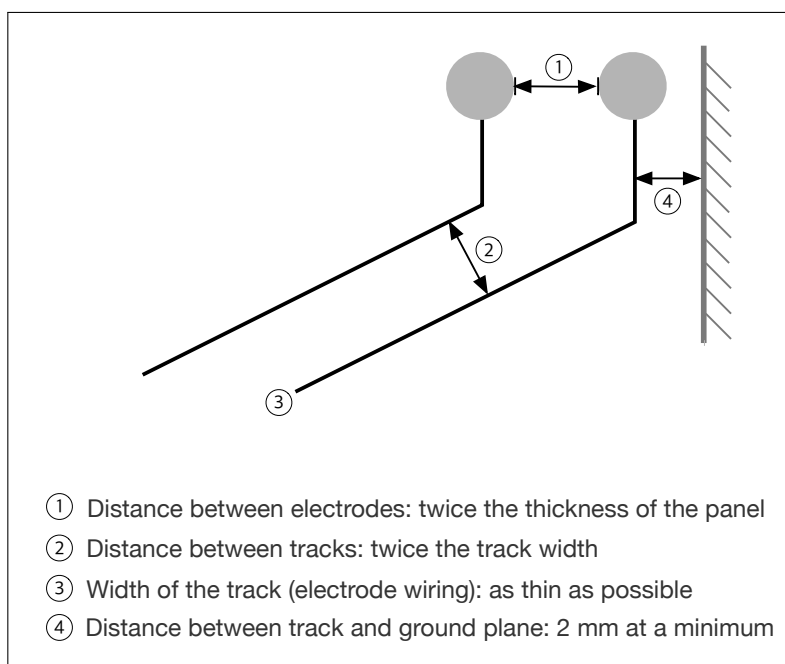 ①
④
②
③
① Distance between electrodes: twice the thickness of the panel
② Distance between tracks: twice the track width
③ Width of the track (electrode wiring): as thin as possible
④ Distance between track and ground plane: 2 mm at a minimum